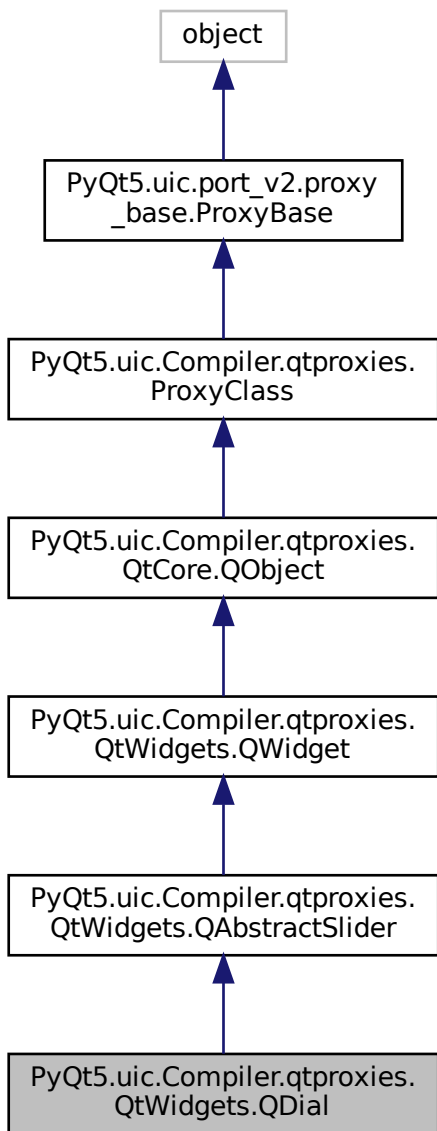 object
PyQt5.uic.port_v2.proxy
_base.ProxyBase
PyQt5.uic.Compiler.qtproxies.
ProxyClass
PyQt5.uic.Compiler.qtproxies.
QtCore.QObject
PyQt5.uic.Compiler.qtproxies.
QtWidgets.QWidget
PyQt5.uic.Compiler.qtproxies.
QtWidgets.QAbstractSlider
PyQt5.uic.Compiler.qtproxies.
QtWidgets.QDial